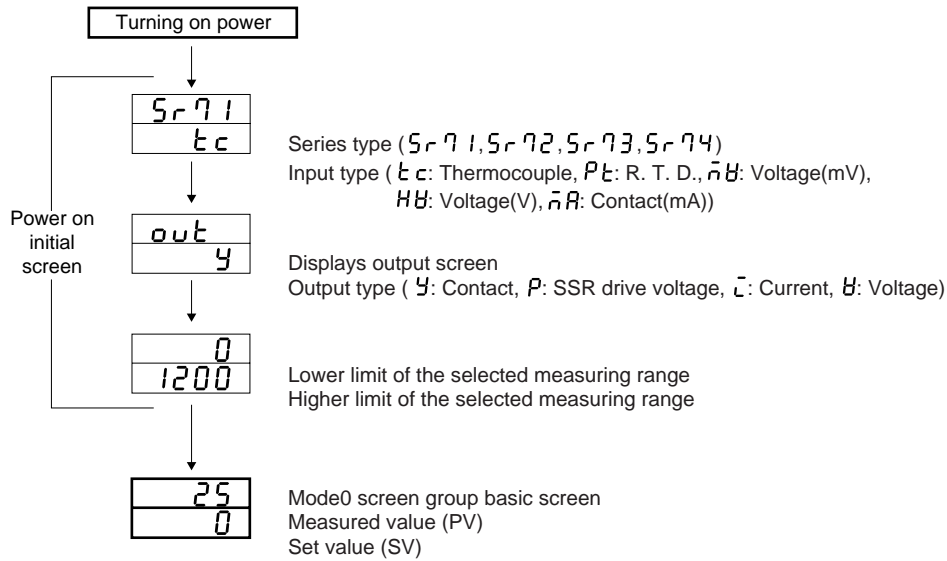 Turning on power
Sr71
tc
Series type (Sr71,Sr72,Sr73,Sr74)
Input type ( tc: Thermocouple, Pt: R. T. D., mV: Voltage(mV),
HV: Voltage(V), mA: Contact(mA))
Power on
initial
screen
out
Y
Displays output screen
Output type ( Y: Contact, P: SSR drive voltage, I: Current, V: Voltage)
0
1200
Lower limit of the selected measuring range
Higher limit of the selected measuring range
25
0
Mode0 screen group basic screen
Measured value (PV)
Set value (SV)